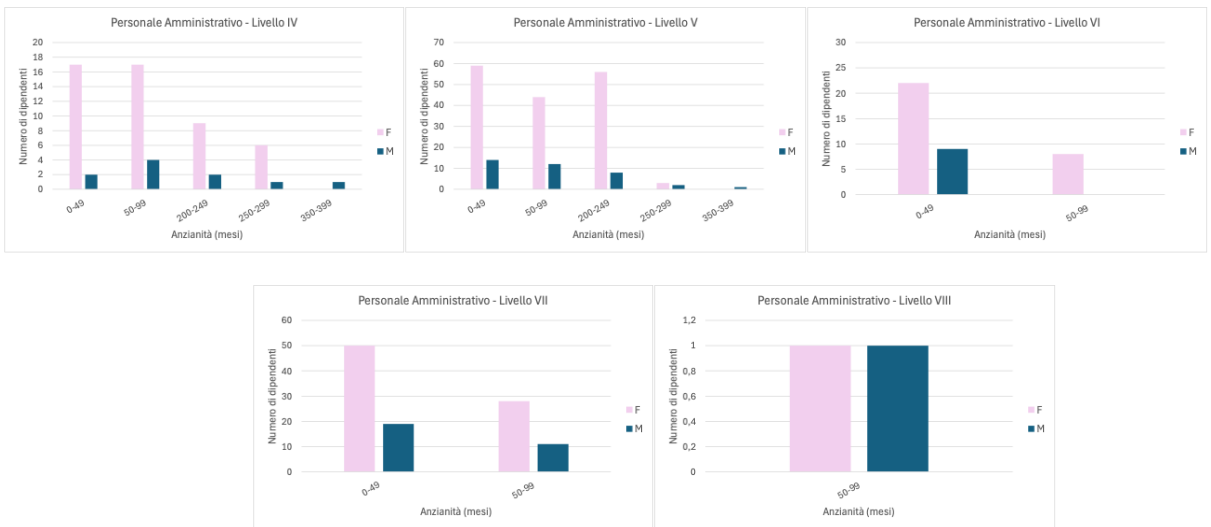 Personale Amministrativo - Livello IV
Numero di dipendenti
20
18
16
14
12
10
8
6
4
2
0
0-49
50-99
200-249
250-299
350-399
Anzianità (mesi)
F
M
Personale Amministrativo - Livello V
Numero di dipendenti
70
60
50
40
30
20
10
0
0-49
50-99
200-249
250-299
350-399
Anzianità (mesi)
F
M
Personale Amministrativo - Livello VI
Numero di dipendenti
30
25
20
15
10
5
0
0-49
50-99
Anzianità (mesi)
F
M
Personale Amministrativo - Livello VII
Numero di dipendenti
60
50
40
30
20
10
0
0-49
50-99
Anzianità (mesi)
F
M
Personale Amministrativo - Livello VIII
Numero di dipendenti
1,2
1
0,8
0,6
0,4
0,2
0
50-99
Anzianità (mesi)
F
M